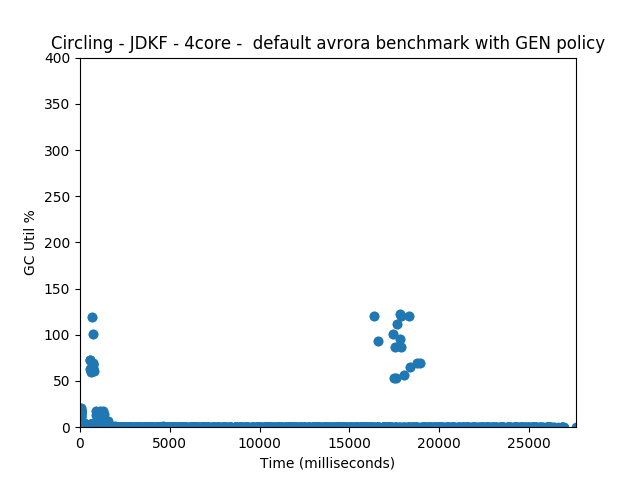 Circling - JDKF - 4core -  default avrora benchmark with GEN policy
400
350
300
250
200
150
100
50
0
GC Util %
0 5000 10000 15000 20000 25000
Time (milliseconds)